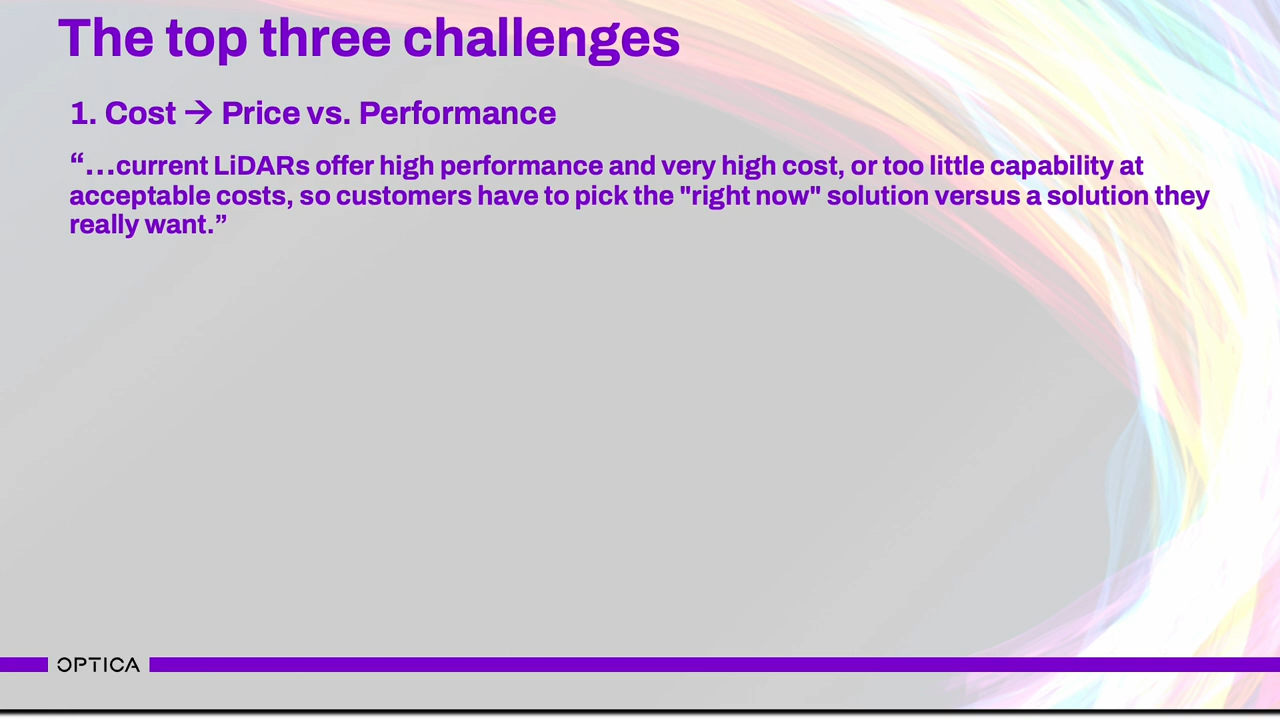 The top three challenges
1. Cost → Price vs. Performance
“…current LiDARs offer high performance and very high cost, or too little capability at
acceptable costs, so customers have to pick the "right now" solution versus a solution they
really want.”
OPTICA